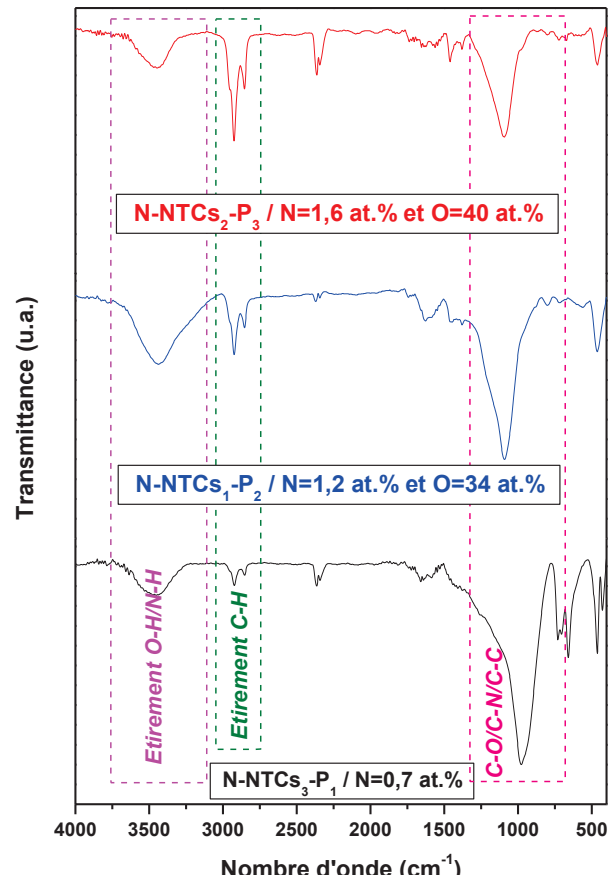 Transmittance (u.a.)
N-NTCs2-P3 / N=1,6 at.% et O=40 at.%
N-NTCs1-P2 / N=1,2 at.% et O=34 at.%
Etirement O-H/N-H
Etirement C-H
C-O/C-N/C-C
N-NTCs3-P1 / N=0,7 at.%
4000 3500 3000 2500 2000 1500 1000 500
Nombre d'onde (cm-1)